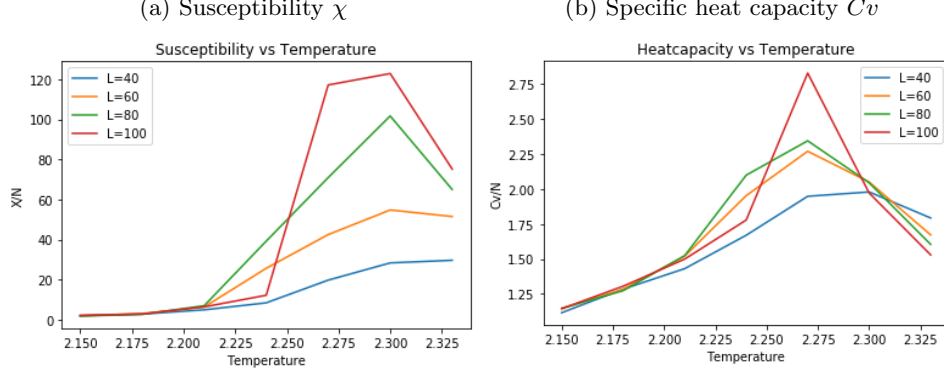 (a) Susceptibility χ
(b) Specific heat capacity Cv
Susceptibility vs Temperature
L=40
L=60
L=80
L=100
X/N
120
100
80
60
40
20
0
2.150 2.175 2.200 2.225 2.250 2.275 2.300 2.325
Temperature
Heatcapacity vs Temperature
L=40
L=60
L=80
L=100
Cv/N
2.75
2.50
2.25
2.00
1.75
1.50
1.25
2.150 2.175 2.200 2.225 2.250 2.275 2.300 2.325
Temperature